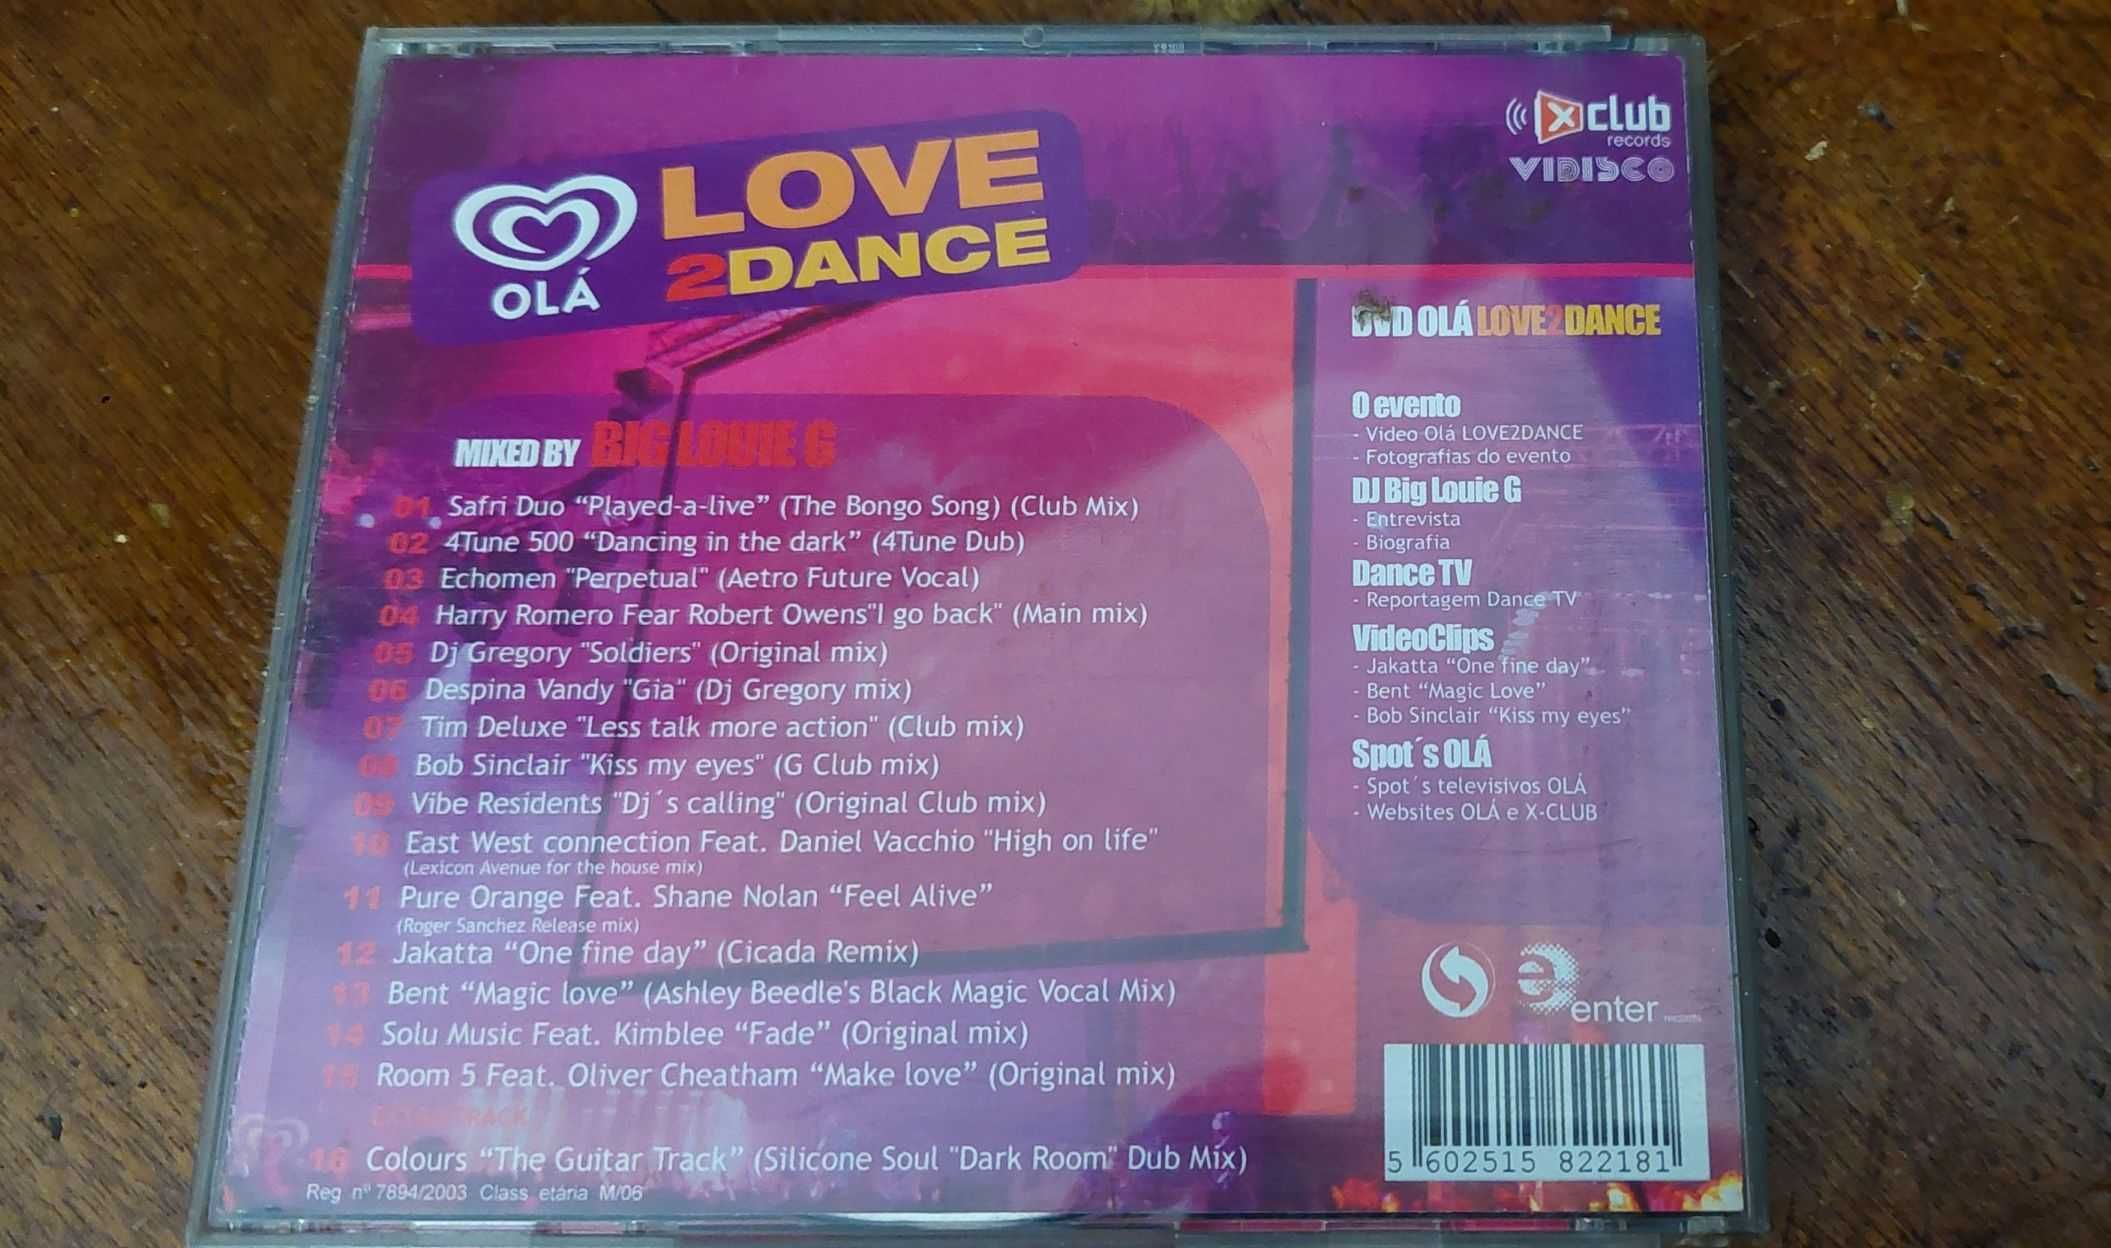 OLÁ
LOVE
2DANCE
xclub
records
VIDISCO
MIXED BY BIG LOUIE G
01 Safri Duo “Played-a-live” (The Bongo Song) (Club Mix)
02 4Tune 500 “Dancing in the dark” (4Tune Dub)
03 Echomen "Perpetual" (Aetro Future Vocal)
04 Harry Romero Fear Robert Owens"I go back" (Main mix)
05 Dj Gregory "Soldiers" (Original mix)
06 Despina Vandy "Gia" (Dj Gregory mix)
07 Tim Deluxe "Less talk more action" (Club mix)
08 Bob Sinclair "Kiss my eyes" (G Club mix)
09 Vibe Residents "Dj´s calling" (Original Club mix)
10 East West connection Feat. Daniel Vacchio "High on life"
(Lexicon Avenue for the house mix)
11 Pure Orange Feat. Shane Nolan “Feel Alive”
(Roger Sanchez Release mix)
12 Jakatta “One fine day” (Cicada Remix)
13 Bent “Magic love” (Ashley Beedle's Black Magic Vocal Mix)
14 Solu Music Feat. Kimblee “Fade” (Original mix)
15 Room 5 Feat. Oliver Cheatham “Make love” (Original mix)
16 Colours “The Guitar Track” (Silicone Soul "Dark Room" Dub Mix)
Reg nº 7894/2003 Class etária M/06
DVD OLÁ LOVE2DANCE
O evento
- Video Olá LOVE2DANCE
- Fotografias do evento
DJ Big Louie G
- Entrevista
- Biografia
Dance TV
- Reportagem Dance TV
VideoClips
- Jakatta “One fine day”
- Bent “Magic Love”
- Bob Sinclair “Kiss my eyes”
Spot´s OLÁ
- Spot´s televisivos OLÁ
- Websites OLÁ e X-CLUB
e enter
5 602515 822181